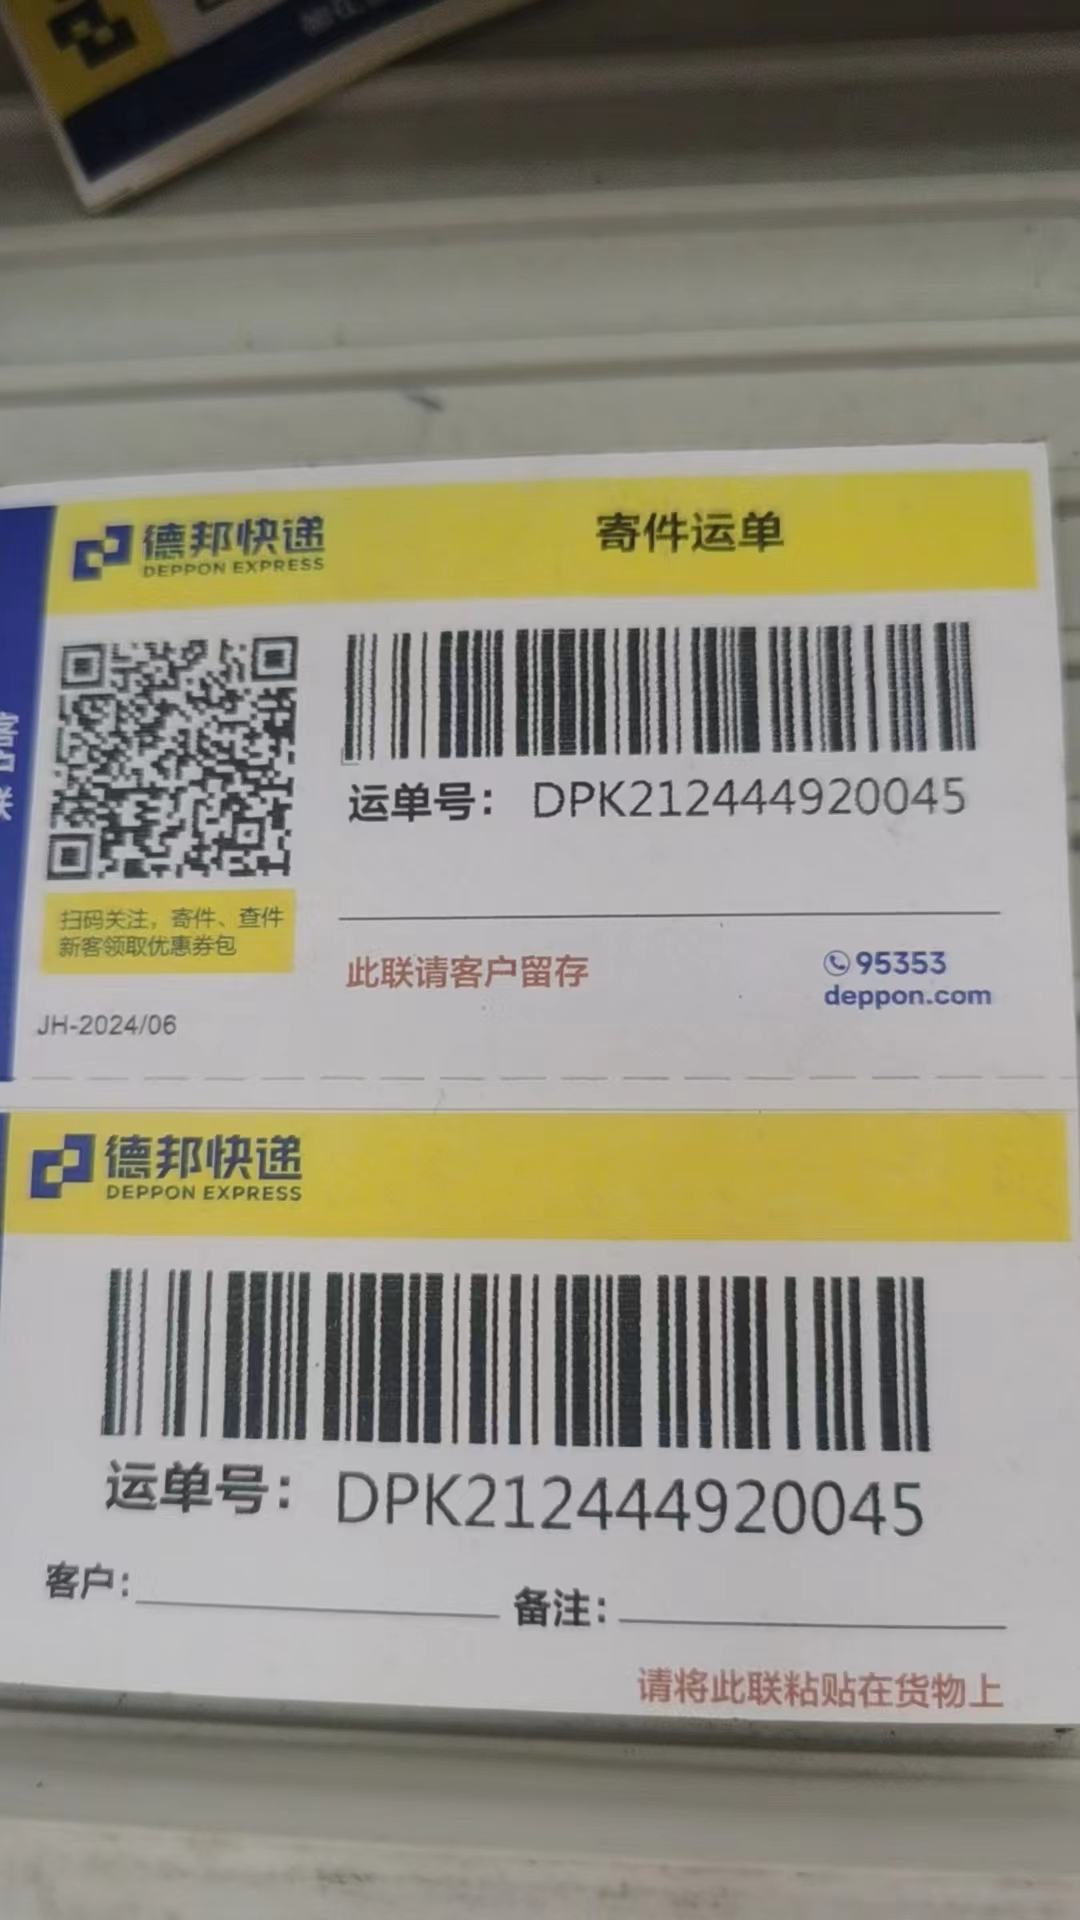 德邦快递
DEPPON EXPRESS
寄件运单
客户联
运单号： DPK212444920045
扫码关注，寄件、查件
新客领取优惠券包
此联请客户留存
95353
deppon.com
JH-2024/06
德邦快递
DEPPON EXPRESS
运单号： DPK212444920045
客户：
备注：
请将此联粘贴在货物上